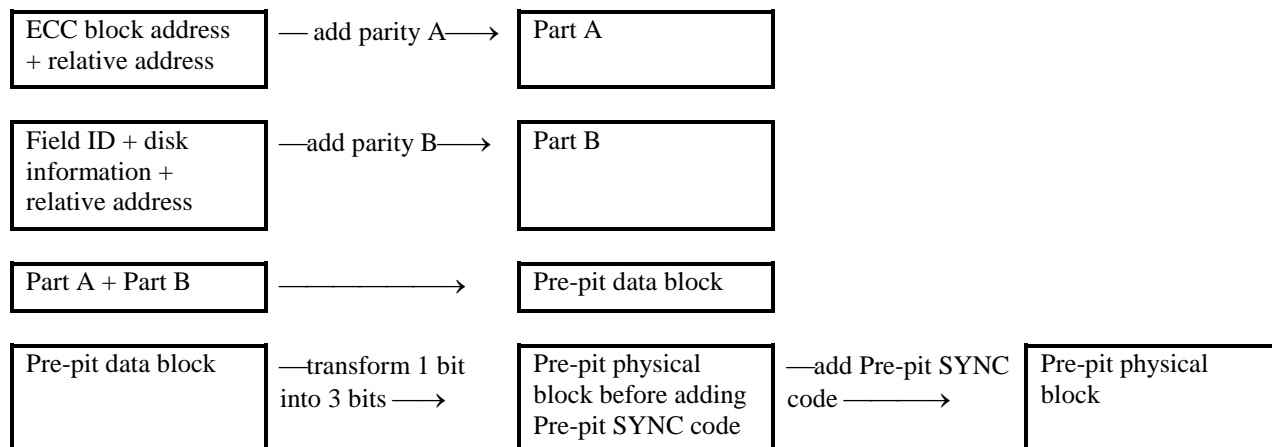 ECC block address + relative address
add parity A
Part A
Field ID + disk information + relative address
add parity B
Part B
Part A + Part B
Pre-pit data block
Pre-pit data block
transform 1 bit into 3 bits
Pre-pit physical block before adding Pre-pit SYNC code
add Pre-pit SYNC code
Pre-pit physical block